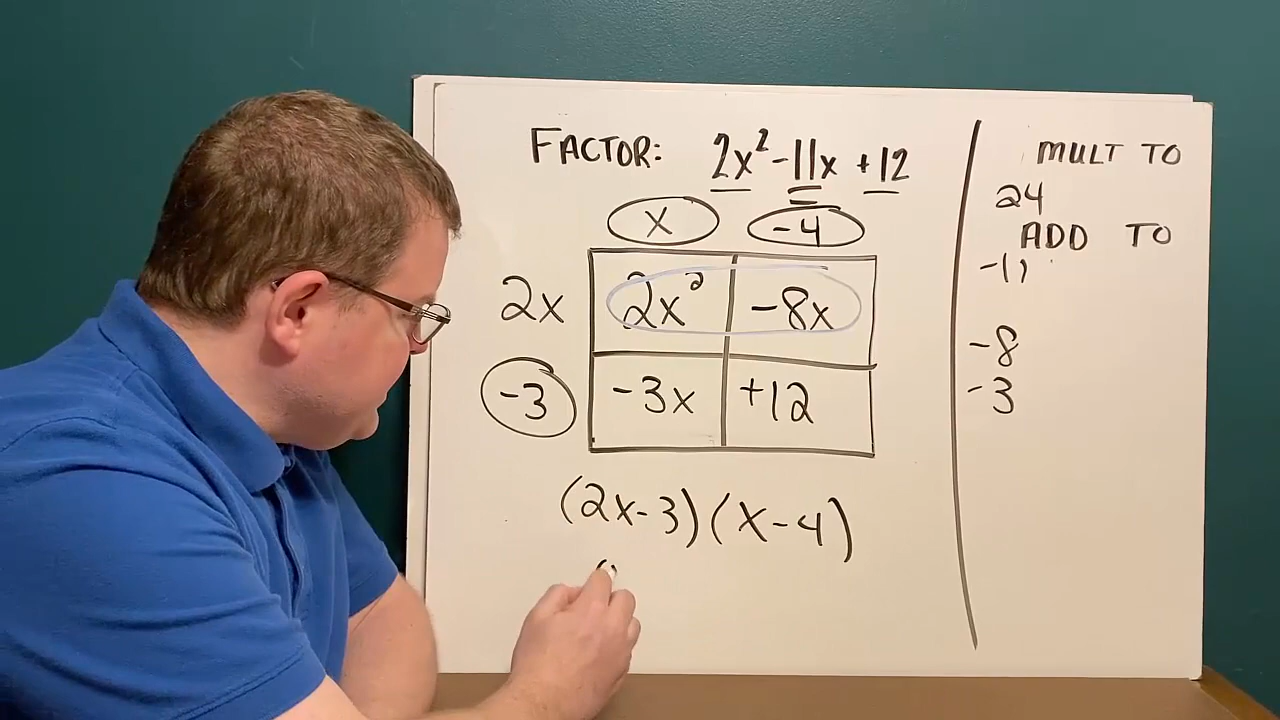 FACTOR: 2x² -11x +12
x -4
2x 2x² -8x
-3 -3x +12
(2x-3)(x-4)
(
MULT TO
24
ADD TO
-11
-8
-3